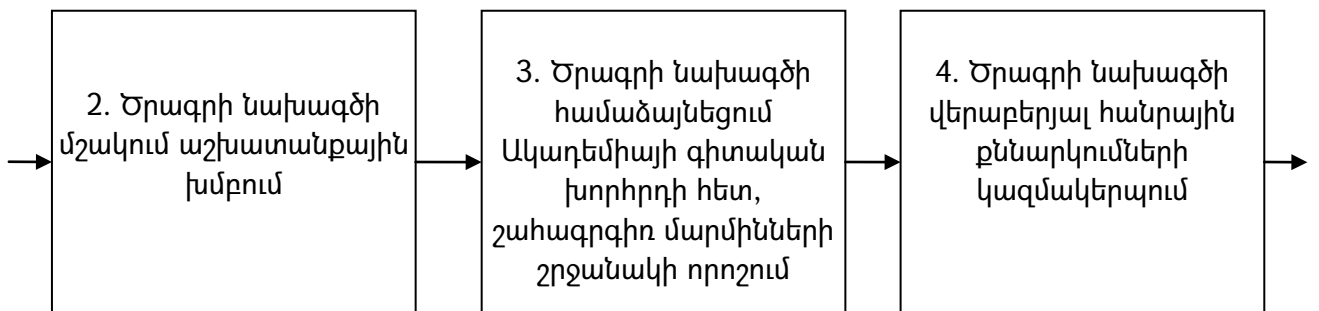 2. Ծրագրի նախագծի
մշակում աշխատանքային
խմբում
3. Ծրագրի նախագծի
համաձայնեցում
Ակադեմիայի գիտական
խորհրդի հետ,
շահագրգիռ մարմինների
շրջանակի որոշում
4. Ծրագրի նախագծի
վերաբերյալ հանրային
քննարկումների
կազմակերպում